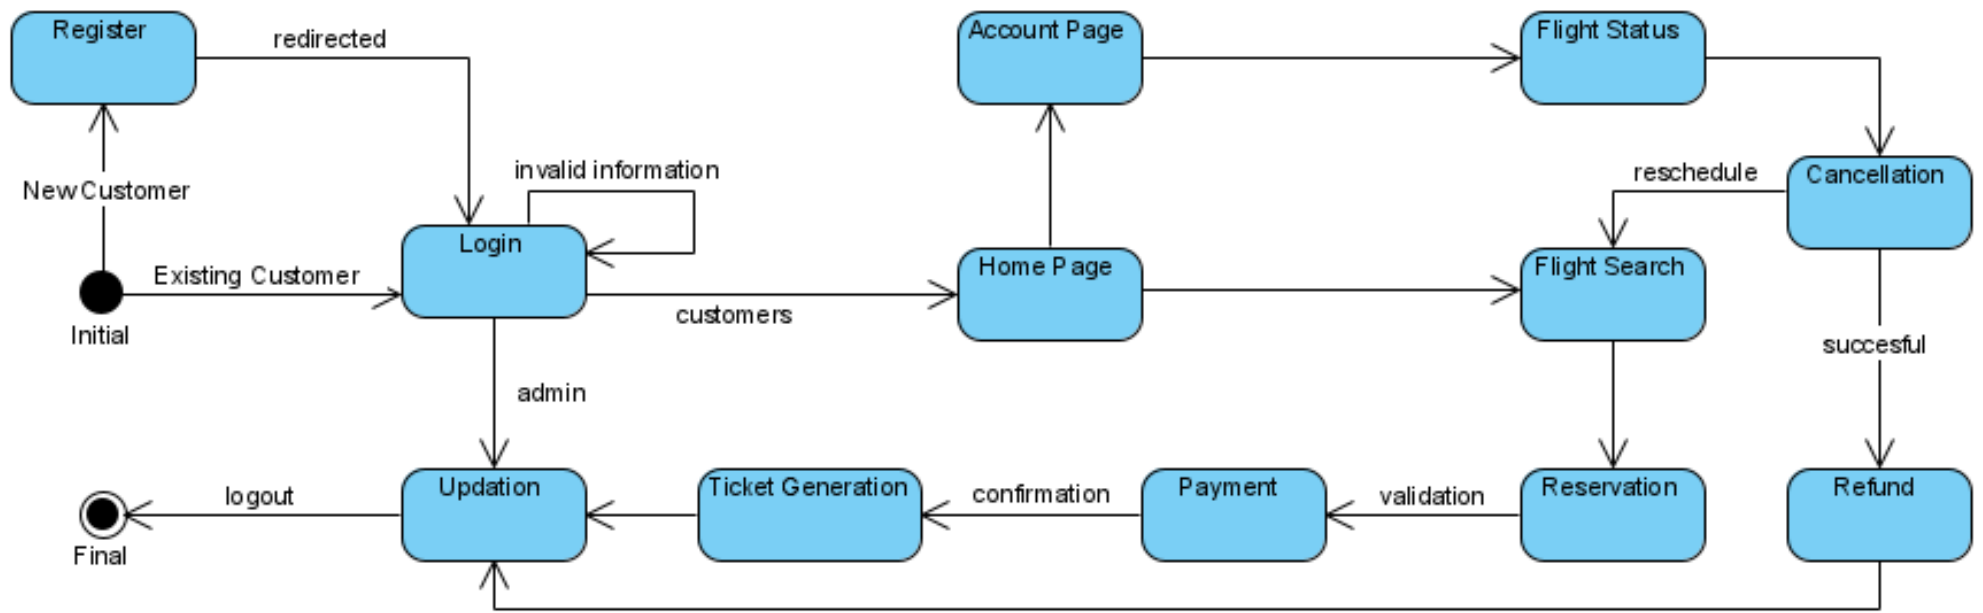 Register
redirected
Account Page
Flight Status
New Customer
invalid information
reschedule
Cancellation
Login
Existing Customer
Initial
customers
Home Page
Flight Search
succesful
admin
Final
logout
Updation
Ticket Generation
confirmation
Payment
validation
Reservation
Refund